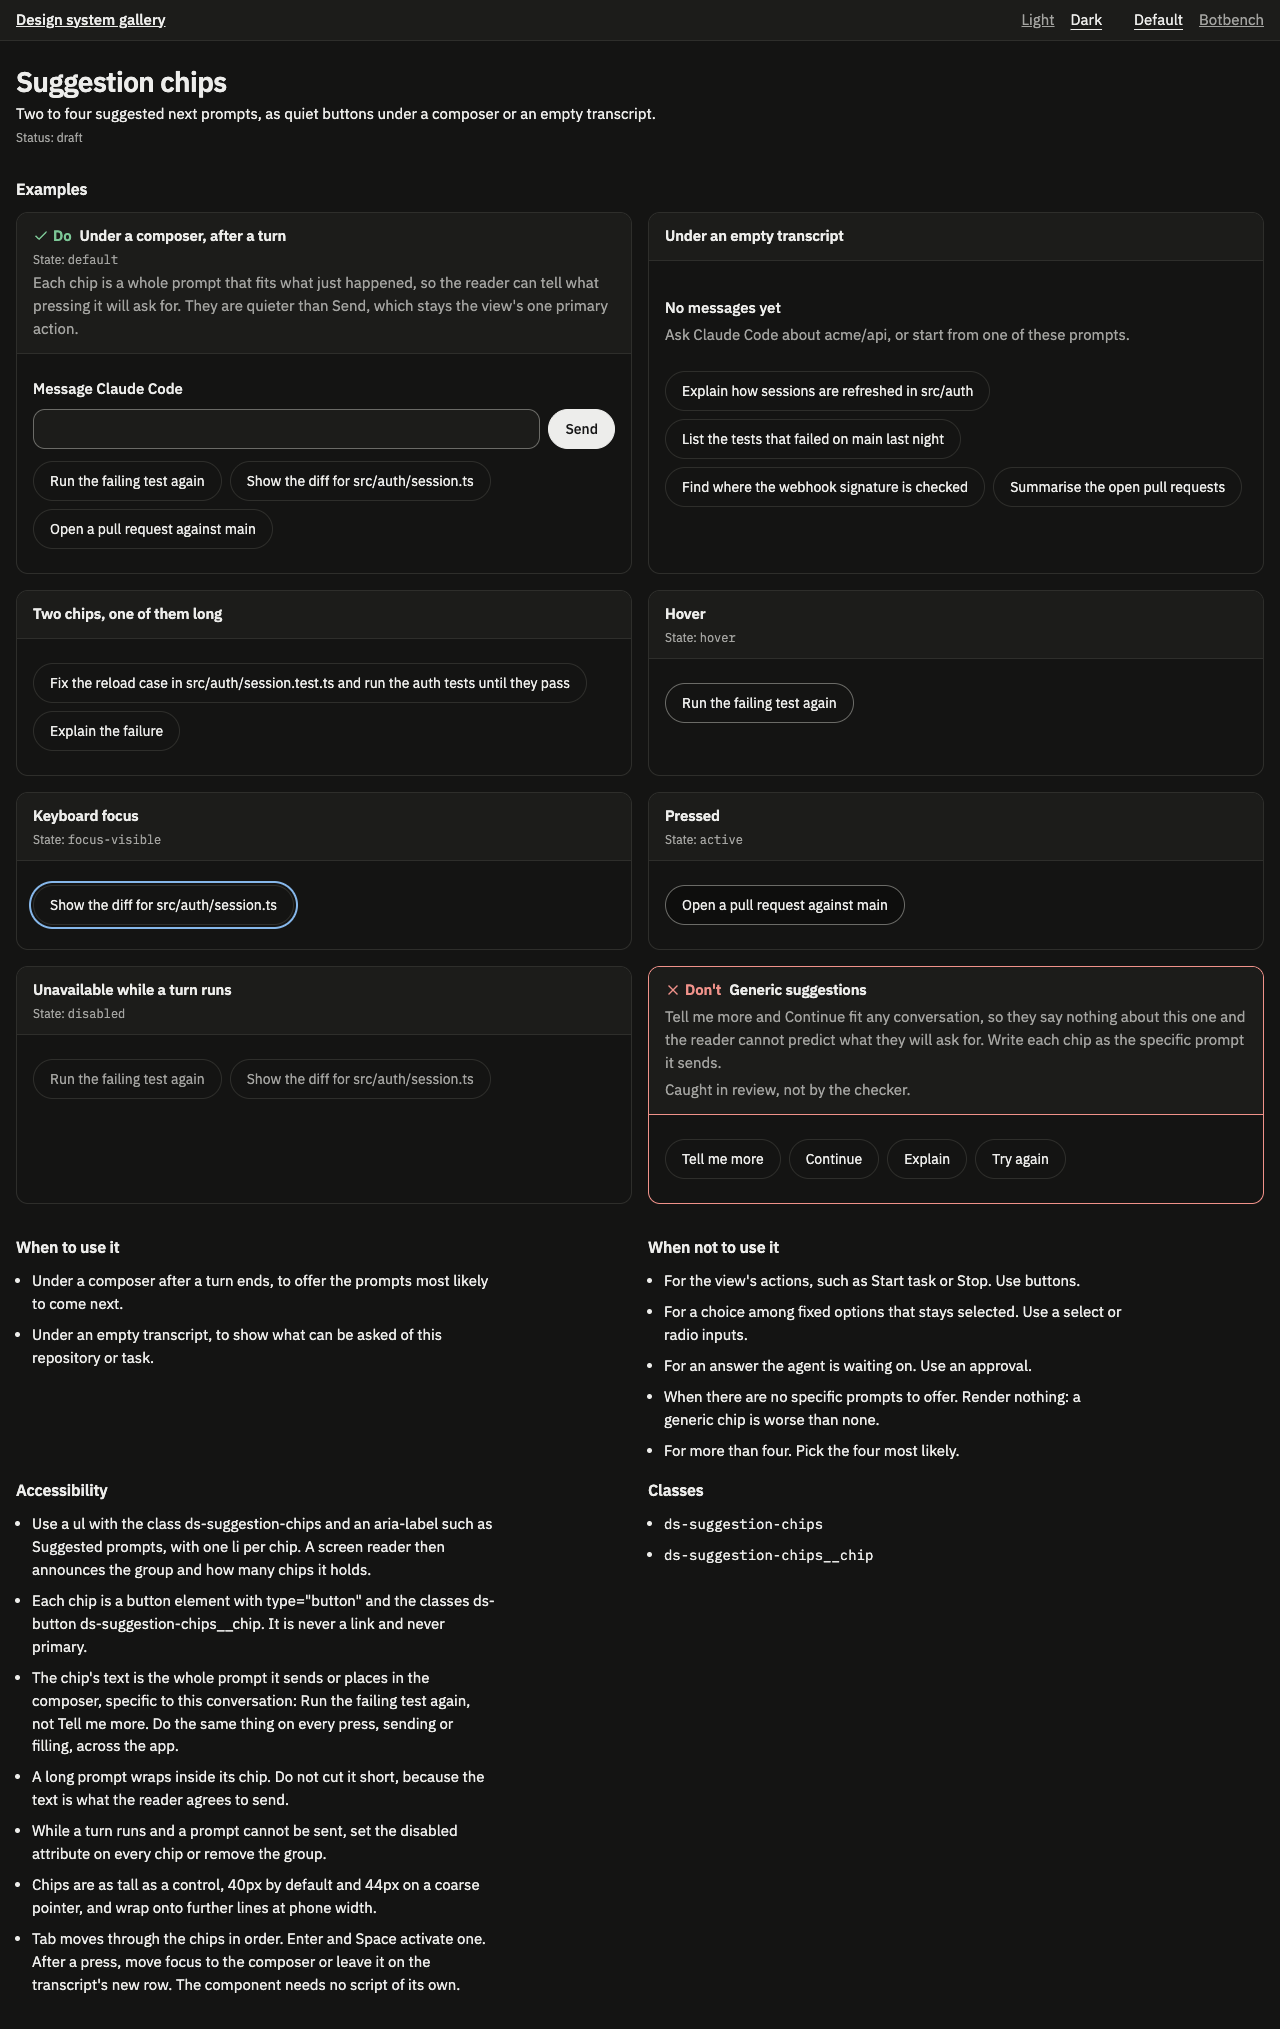 Design system gallery
Light Dark Default Botbench
Suggestion chips
Two to four suggested next prompts, as quiet buttons under a composer or an empty transcript.
Status: draft
Examples
Do Under a composer, after a turn
State: default
Each chip is a whole prompt that fits what just happened, so the reader can tell what
pressing it will ask for. They are quieter than Send, which stays the view's one primary
action.
Message Claude Code
Send
Run the failing test again
Show the diff for src/auth/session.ts
Open a pull request against main
Under an empty transcript
No messages yet
Ask Claude Code about acme/api, or start from one of these prompts.
Explain how sessions are refreshed in src/auth
List the tests that failed on main last night
Find where the webhook signature is checked
Summarise the open pull requests
Two chips, one of them long
Fix the reload case in src/auth/session.test.ts and run the auth tests until they pass
Explain the failure
Hover
State: hover
Run the failing test again
Keyboard focus
State: focus-visible
Show the diff for src/auth/session.ts
Pressed
State: active
Open a pull request against main
Unavailable while a turn runs
State: disabled
Run the failing test again
Show the diff for src/auth/session.ts
Don't Generic suggestions
Tell me more and Continue fit any conversation, so they say nothing about this one and
the reader cannot predict what they will ask for. Write each chip as the specific prompt
it sends.
Caught in review, not by the checker.
Tell me more
Continue
Explain
Try again
When to use it
Under a composer after a turn ends, to offer the prompts most likely
to come next.
Under an empty transcript, to show what can be asked of this
repository or task.
When not to use it
For the view's actions, such as Start task or Stop. Use buttons.
For a choice among fixed options that stays selected. Use a select or
radio inputs.
For an answer the agent is waiting on. Use an approval.
When there are no specific prompts to offer. Render nothing: a
generic chip is worse than none.
For more than four. Pick the four most likely.
Accessibility
Use a ul with the class ds-suggestion-chips and an aria-label such as
Suggested prompts, with one li per chip. A screen reader then
announces the group and how many chips it holds.
Each chip is a button element with type="button" and the classes ds-
button ds-suggestion-chips__chip. It is never a link and never
primary.
The chip's text is the whole prompt it sends or places in the
composer, specific to this conversation: Run the failing test again,
not Tell me more. Do the same thing on every press, sending or
filling, across the app.
A long prompt wraps inside its chip. Do not cut it short, because the
text is what the reader agrees to send.
While a turn runs and a prompt cannot be sent, set the disabled
attribute on every chip or remove the group.
Chips are as tall as a control, 40px by default and 44px on a coarse
pointer, and wrap onto further lines at phone width.
Tab moves through the chips in order. Enter and Space activate one.
After a press, move focus to the composer or leave it on the
transcript's new row. The component needs no script of its own.
Classes
ds-suggestion-chips
ds-suggestion-chips__chip